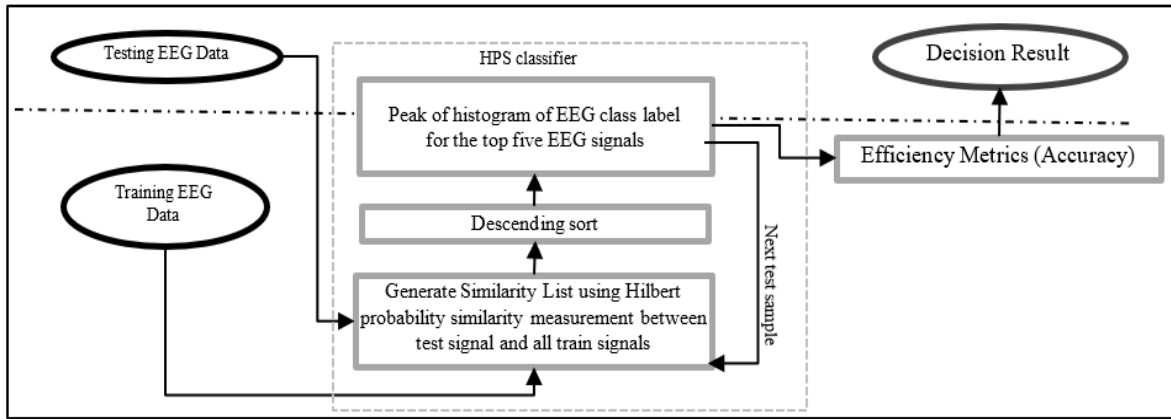 Testing EEG Data
HPS classifier
Decision Result
Peak of histogram of EEG class label
for the top five EEG signals
Efficiency Metrics (Accuracy)
Training EEG
Data
Descending sort
Next test sample
Generate Similarity List using Hilbert
probability similarity measurement between
test signal and all train signals